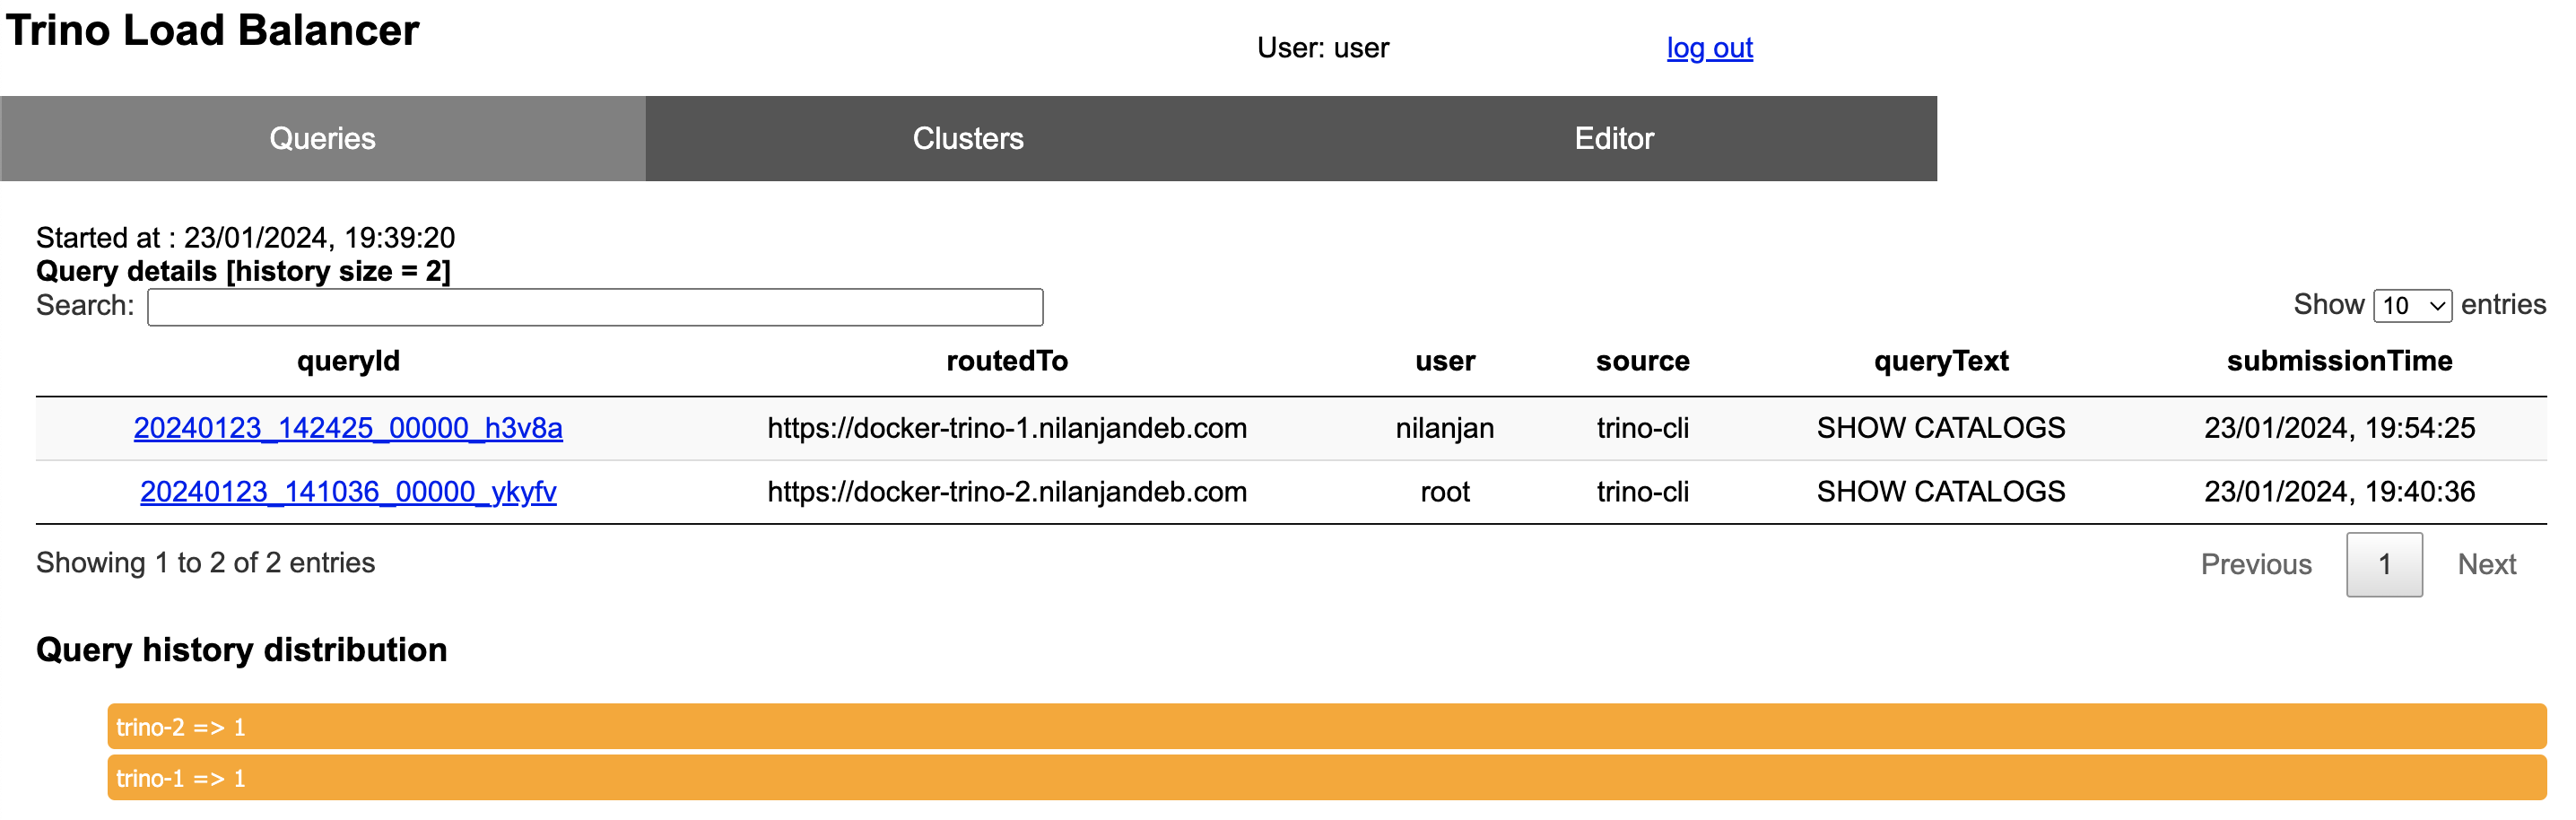 Trino Load Balancer
User: user log out
Queries Clusters Editor
Started at : 23/01/2024, 19:39:20
Query details [history size = 2]
Search: Show 10 entries
queryId routedTo user source queryText submissionTime
20240123_142425_00000_h3v8a https://docker-trino-1.nilanjandeb.com nilanjan trino-cli SHOW CATALOGS 23/01/2024, 19:54:25
20240123_141036_00000_ykyfv https://docker-trino-2.nilanjandeb.com root trino-cli SHOW CATALOGS 23/01/2024, 19:40:36
Showing 1 to 2 of 2 entries Previous 1 Next
Query history distribution
trino-2 => 1
trino-1 => 1